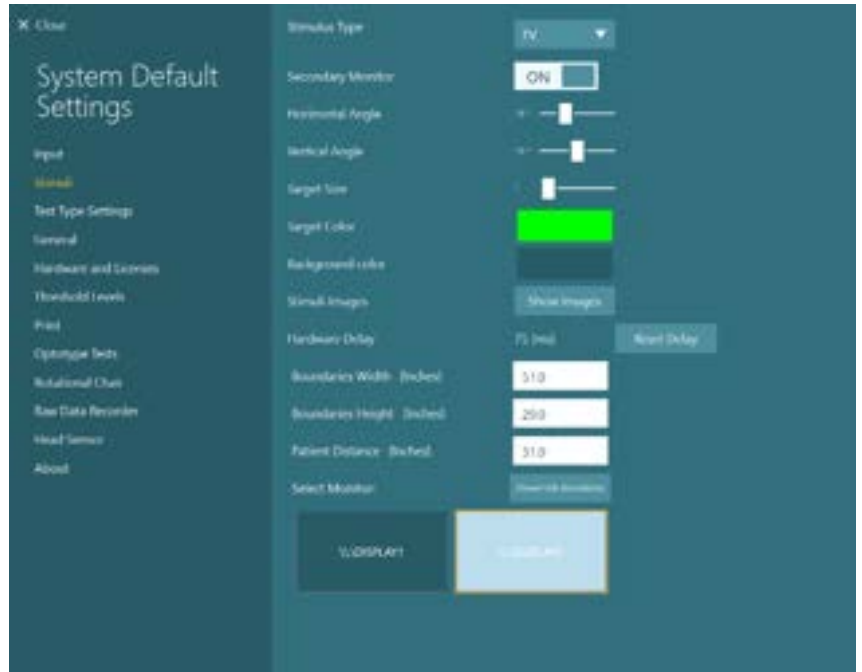 ✕ Close
System Default
Settings
Input
Stimuli
Test Type Settings
General
Hardware and Licenses
Threshold Levels
Print
Optotype Tests
Rotational Chair
Raw Data Recorder
Head Sensor
About
Stimulus Type
TV
Secondary Monitor
ON
Horizontal Angle
Vertical Angle
Target Size
Target Color
Background color
Stimuli Images
Show Images
Hardware Delay
75 (ms)
Reset Delay
Boundaries Width (Inches)
51.0
Boundaries Height (Inches)
29.0
Patient Distance (Inches)
51.0
Select Monitor
\\.\DISPLAY1